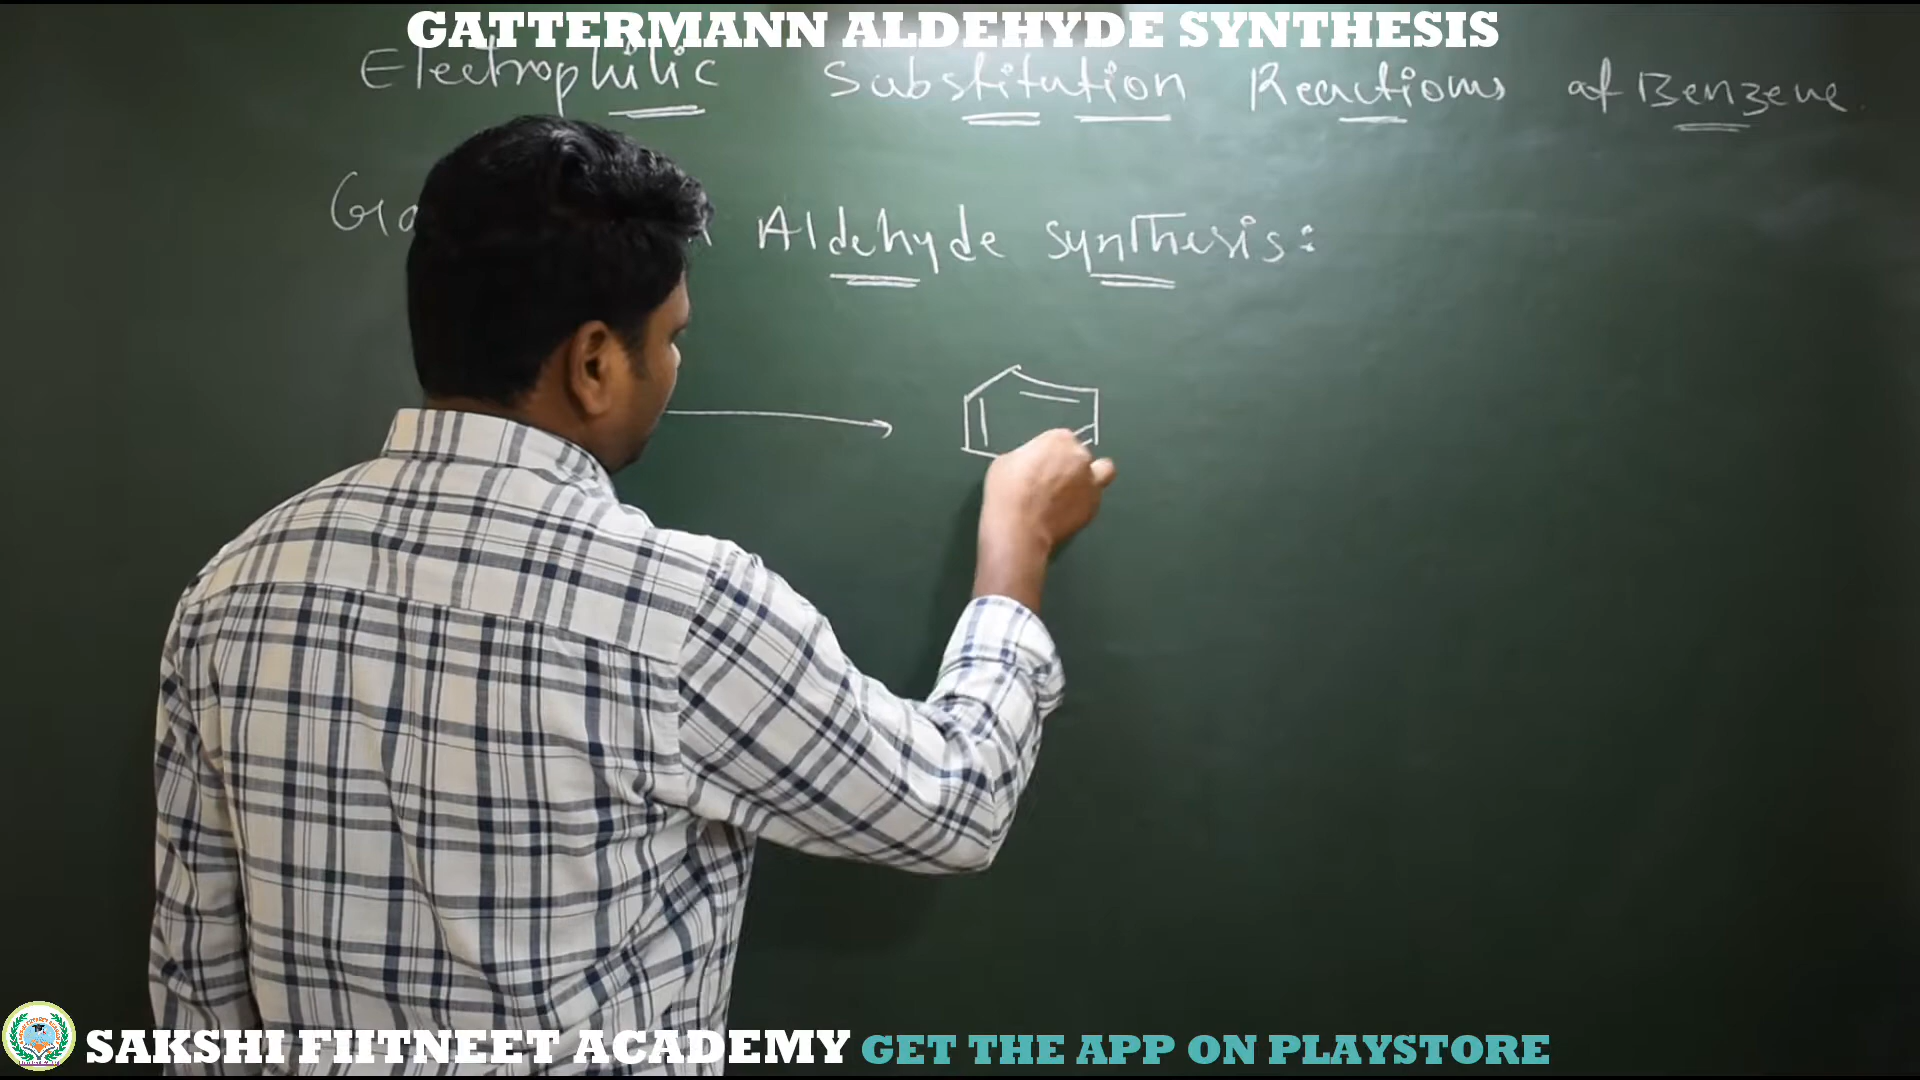 GATTERMANN ALDEHYDE SYNTHESIS
Electrophilic Substitution Reactions of Benzene.
Aldehyde synthesis:
SAKSHI FIITNEET ACADEMY GET THE APP ON PLAYSTORE